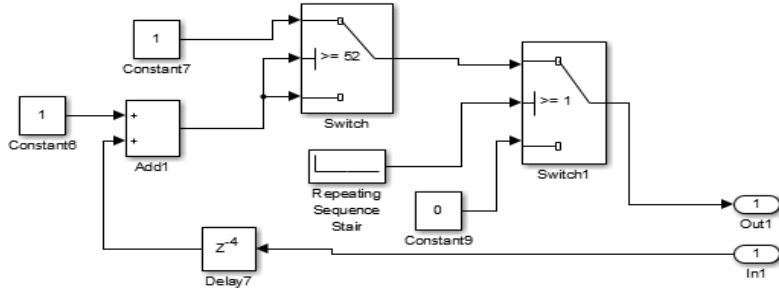 1
Constant7
>= 52
Switch
1
Constant6
+
+
Add1
>= 1
Switch1
Repeating
Sequence
Stair
0
Constant9
1
Out1
Z-4
Delay7
1
In1